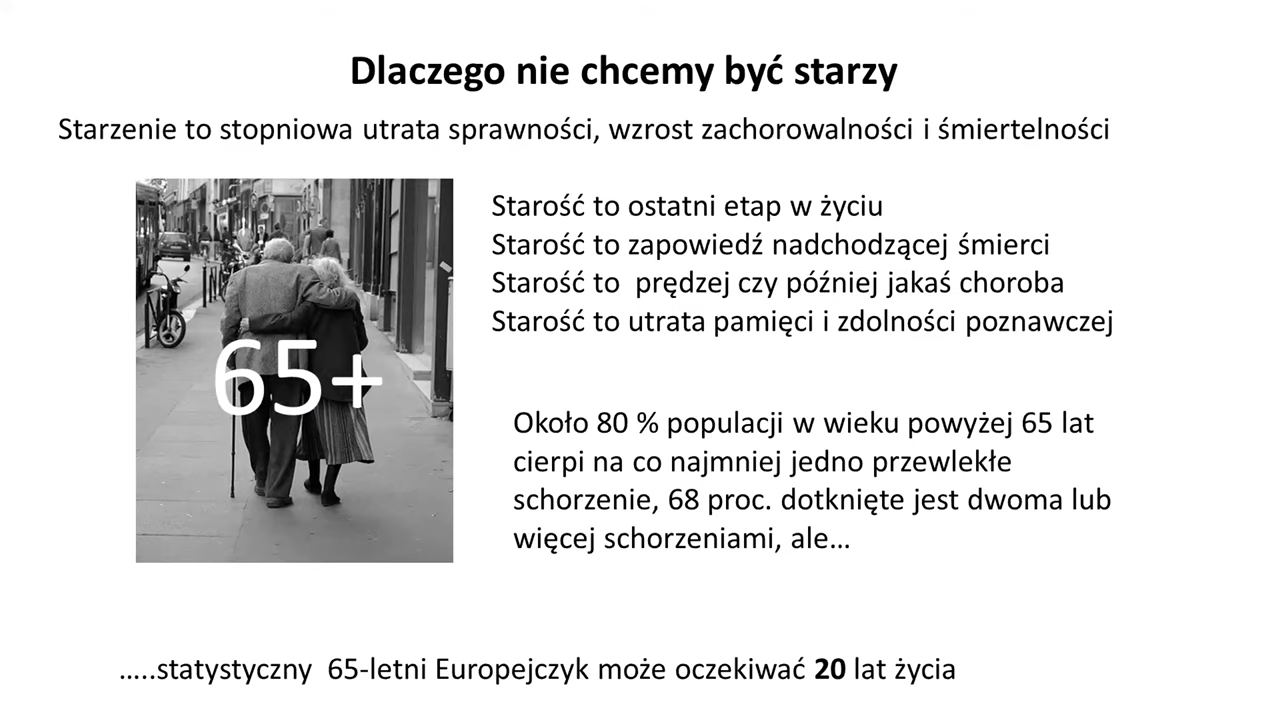 Dlaczego nie chcemy być starzy
Starzenie to stopniowa utrata sprawności, wzrost zachorowalności i śmiertelności
Starość to ostatni etap w życiu
Starość to zapowiedź nadchodzącej śmierci
Starość to  prędzej czy później jakaś choroba
Starość to utrata pamięci i zdolności poznawczej
65+
Około 80 % populacji w wieku powyżej 65 lat
cierpi na co najmniej jedno przewlekłe
schorzenie, 68 proc. dotknięte jest dwoma lub
więcej schorzeniami, ale…
…..statystyczny  65-letni Europejczyk może oczekiwać 20 lat życia